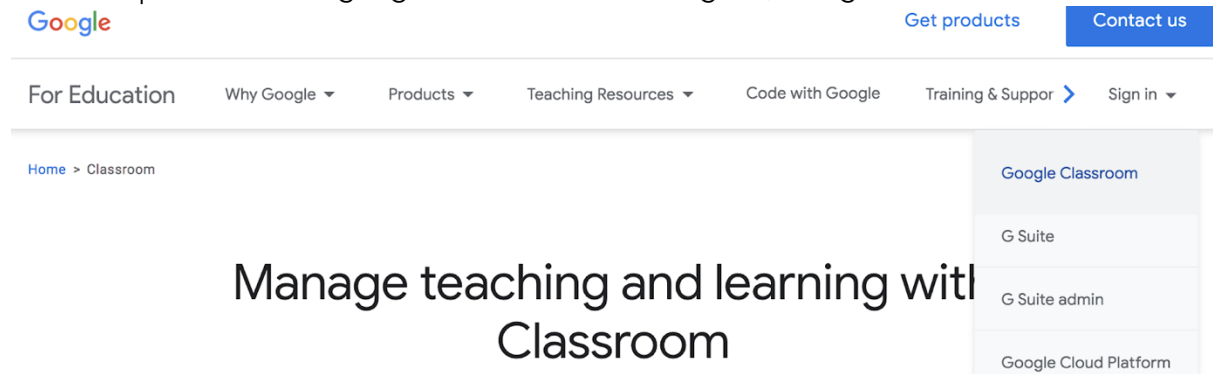 Google
Get products
Contact us
For Education
Why Google
Products
Teaching Resources
Code with Google
Training & Suppor
Sign in
Home > Classroom
Google Classroom
G Suite
G Suite admin
Google Cloud Platform
Manage teaching and learning with
Classroom